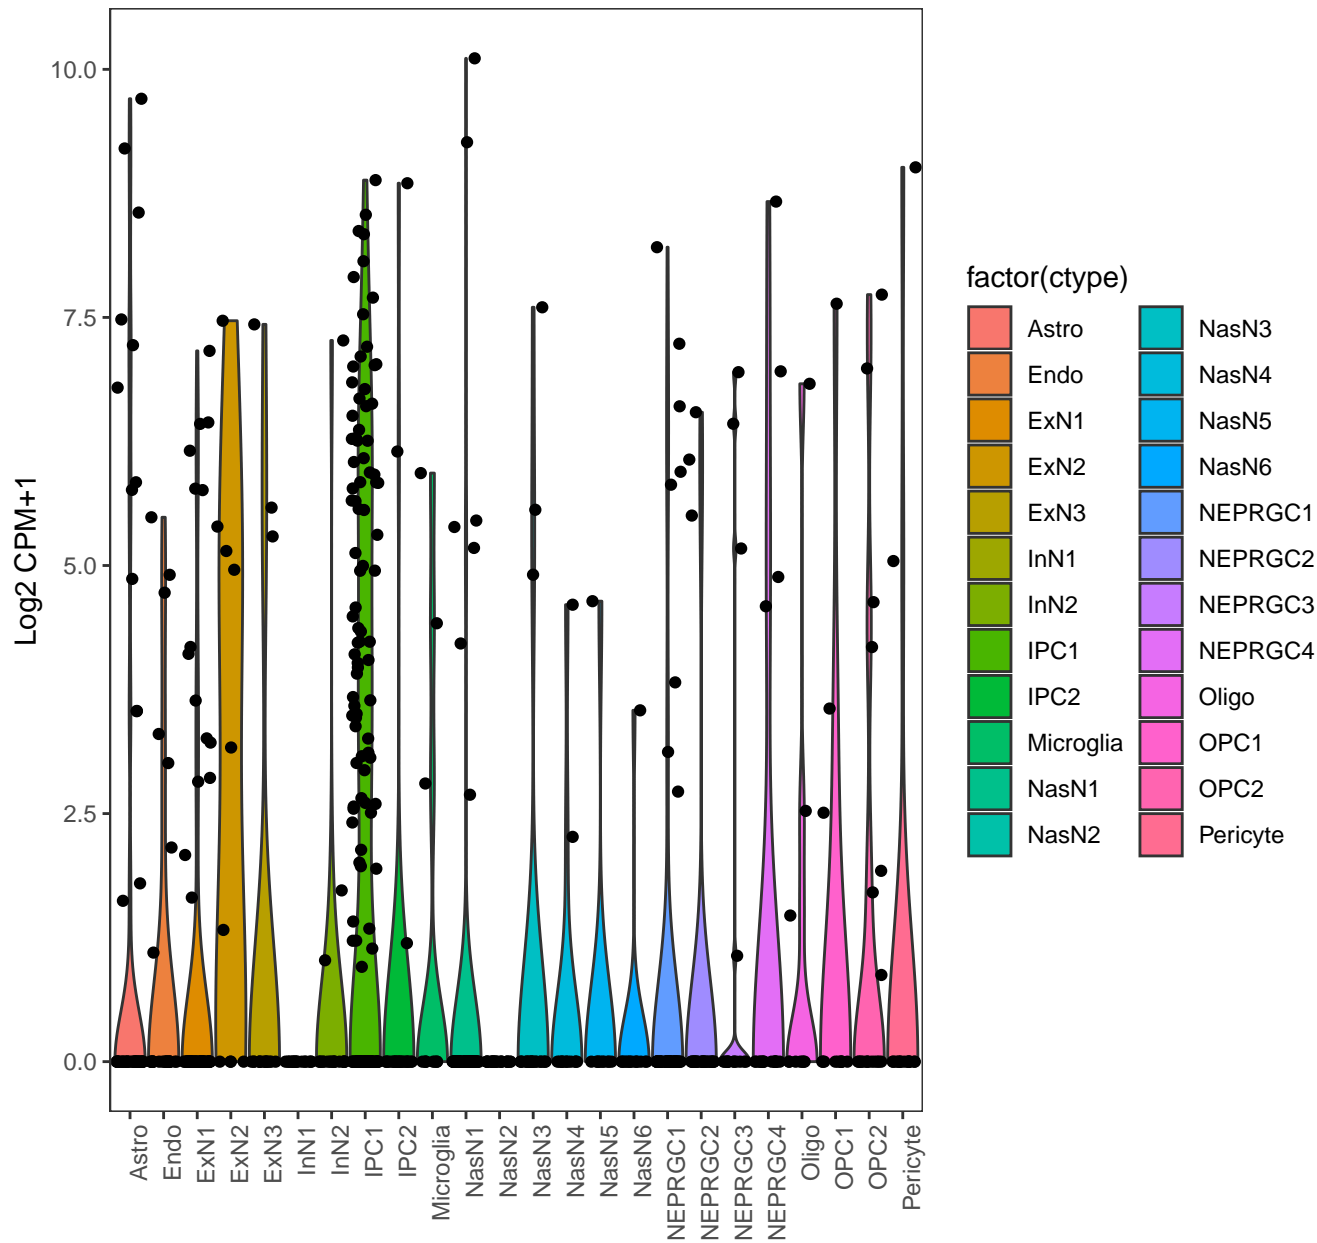 Log2 CPM+1
10.0
7.5
5.0
2.5
0.0
Astro
Endo
ExN1
ExN2
ExN3
InN1
InN2
IPC1
IPC2
Microglia
NasN1
NasN2
NasN3
NasN4
NasN5
NasN6
NEPRGC1
NEPRGC2
NEPRGC3
NEPRGC4
Oligo
OPC1
OPC2
Pericyte
factor(ctype)
Astro
Endo
ExN1
ExN2
ExN3
InN1
InN2
IPC1
IPC2
Microglia
NasN1
NasN2
NasN3
NasN4
NasN5
NasN6
NEPRGC1
NEPRGC2
NEPRGC3
NEPRGC4
Oligo
OPC1
OPC2
Pericyte